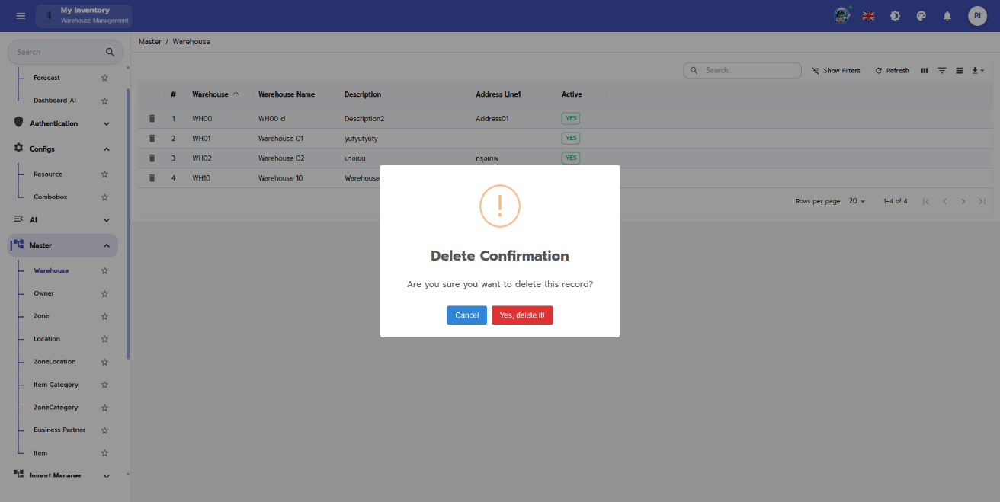 My Inventory
Warehouse Management
PJ
Search
Forecast
Dashboard AI
Authentication
Configs
Resource
Combobox
AI
Master
Warehouse
Owner
Zone
Location
ZoneLocation
Item Category
ZoneCategory
Business Partner
Item
Import Manager
Master / Warehouse
Search...
Show Filters
Refresh
# Warehouse Warehouse Name Description Address Line1 Active
1 WH00 WH00 d Description2 Address01 YES
2 WH01 Warehouse 01 yutyutyuty YES
3 WH02 Warehouse 02 บางเขน กรุงเทพ YES
4 WH10 Warehouse 10 Warehouse
Rows per page: 20 1–4 of 4
!
Delete Confirmation
Are you sure you want to delete this record?
Cancel
Yes, delete it!